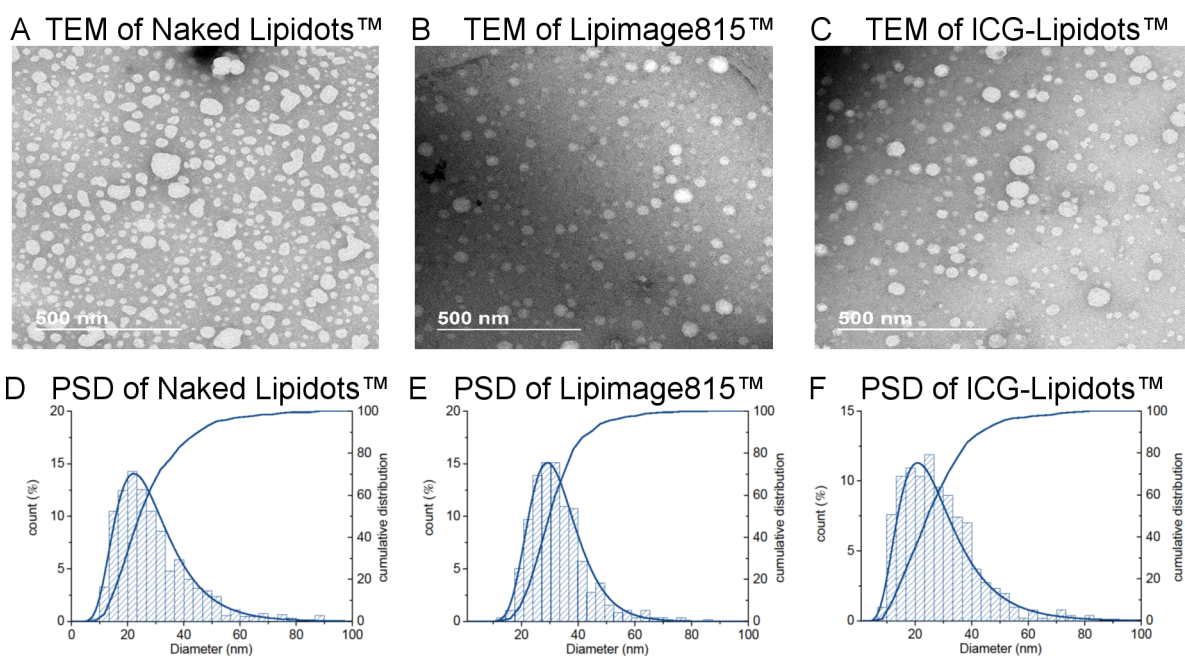 A TEM of Naked Lipidots™
B TEM of Lipimage815™
C TEM of ICG-Lipidots™
500 nm
500 nm
500 nm
D PSD of Naked Lipidots™
E PSD of Lipimage815™
F PSD of ICG-Lipidots™
20
15
10
5
0
count (%)
100
80
60
40
20
0
cumulative distribution
0 20 40 60 80 100
Diameter (nm)
20
15
10
5
0
count (%)
100
80
60
40
20
0
cumulative distribution
20 40 60 80 100
Diameter (nm)
15
10
5
0
count (%)
100
80
60
40
20
0
cumulative distribution
20 40 60 80 100
Diameter (nm)